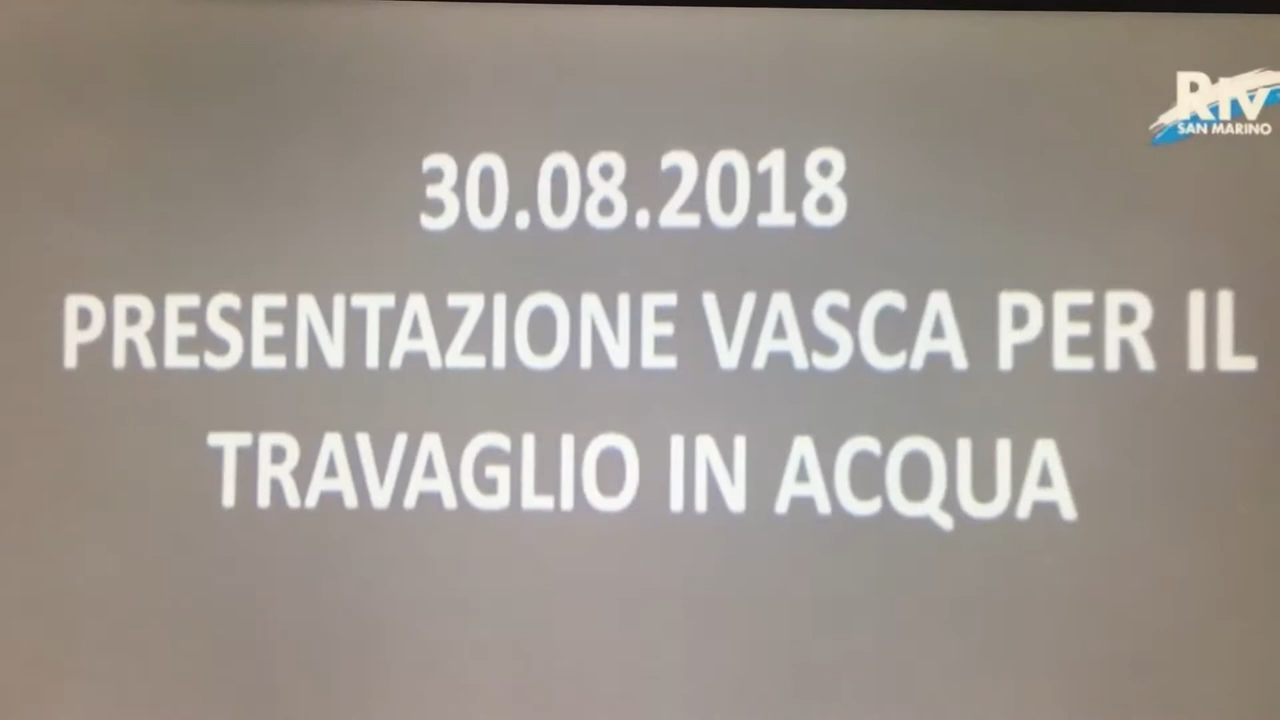 RTV
SAN MARINO
30.08.2018
PRESENTAZIONE VASCA PER IL
TRAVAGLIO IN ACQUA